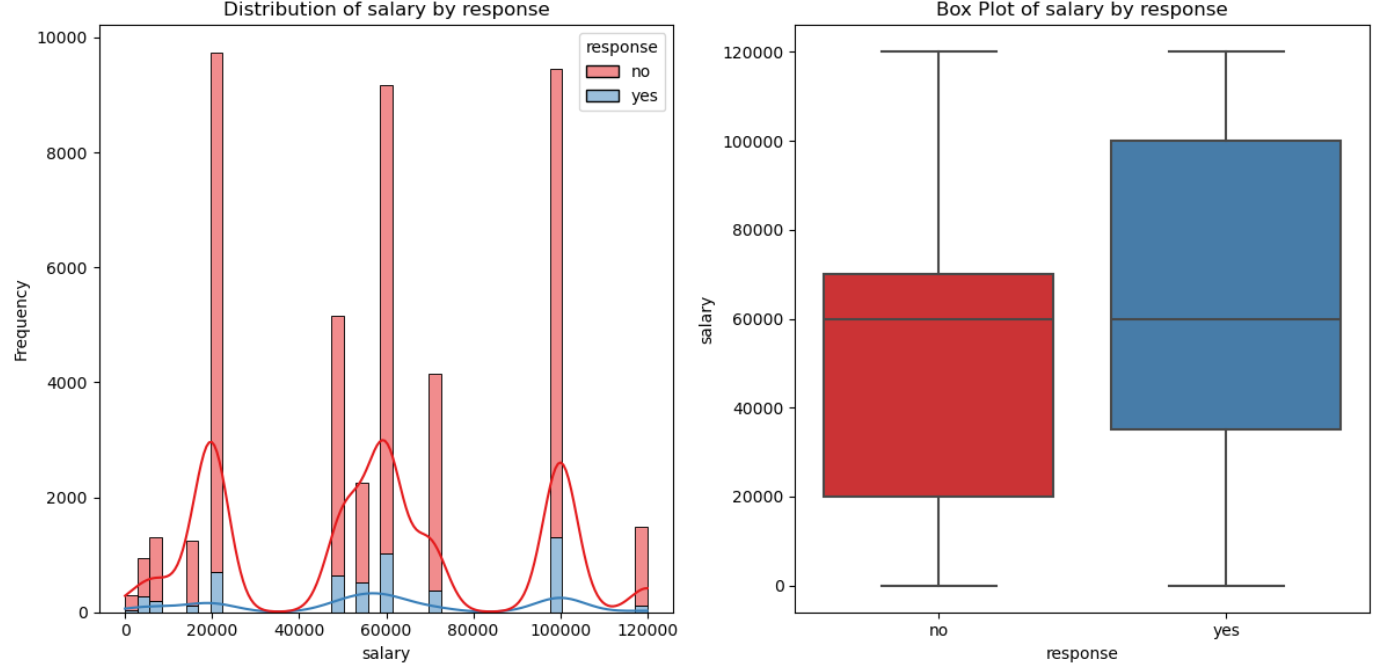 Distribution of salary by response
10000
8000
6000
4000
2000
0
Frequency
response
no
yes
0 20000 40000 60000 80000 100000 120000
salary
Box Plot of salary by response
120000
100000
80000
60000
40000
20000
0
salary
no yes
response